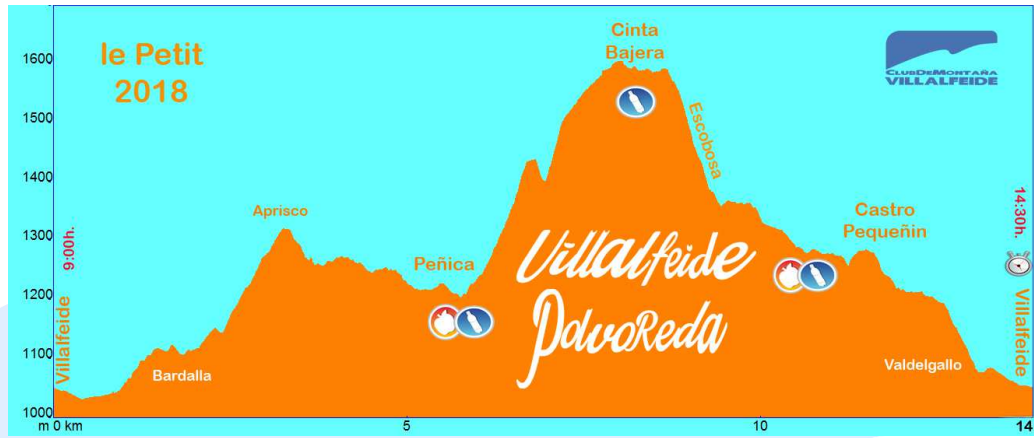 le Petit
2018
Cinta
Bajera
CLUBDEMONTAÑA
VILLALFEIDE
1600
1500
1400
1300
1200
1100
1000
9:00h.
Villalfeide
Bardalla
Aprisco
Peñica
Escobosa
Villalfeide
PolvoReda
Castro
Pequeñin
Valdelgallo
14:30h.
Villalfeide
m 0 km
5
10
14